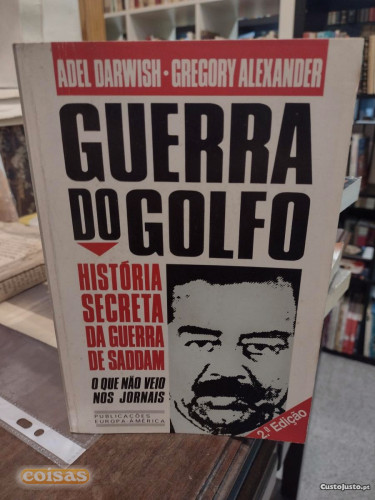 ADEL DARWISH • GREGORY ALEXANDER
GUERRA
DO GOLFO
HISTÓRIA
SECRETA
DA GUERRA
DE SADDAM
O QUE NÃO VEIO
NOS JORNAIS
PUBLICAÇÕES
EUROPA-AMÉRICA
2.ª Edição
coisas
CustoJusto.pt